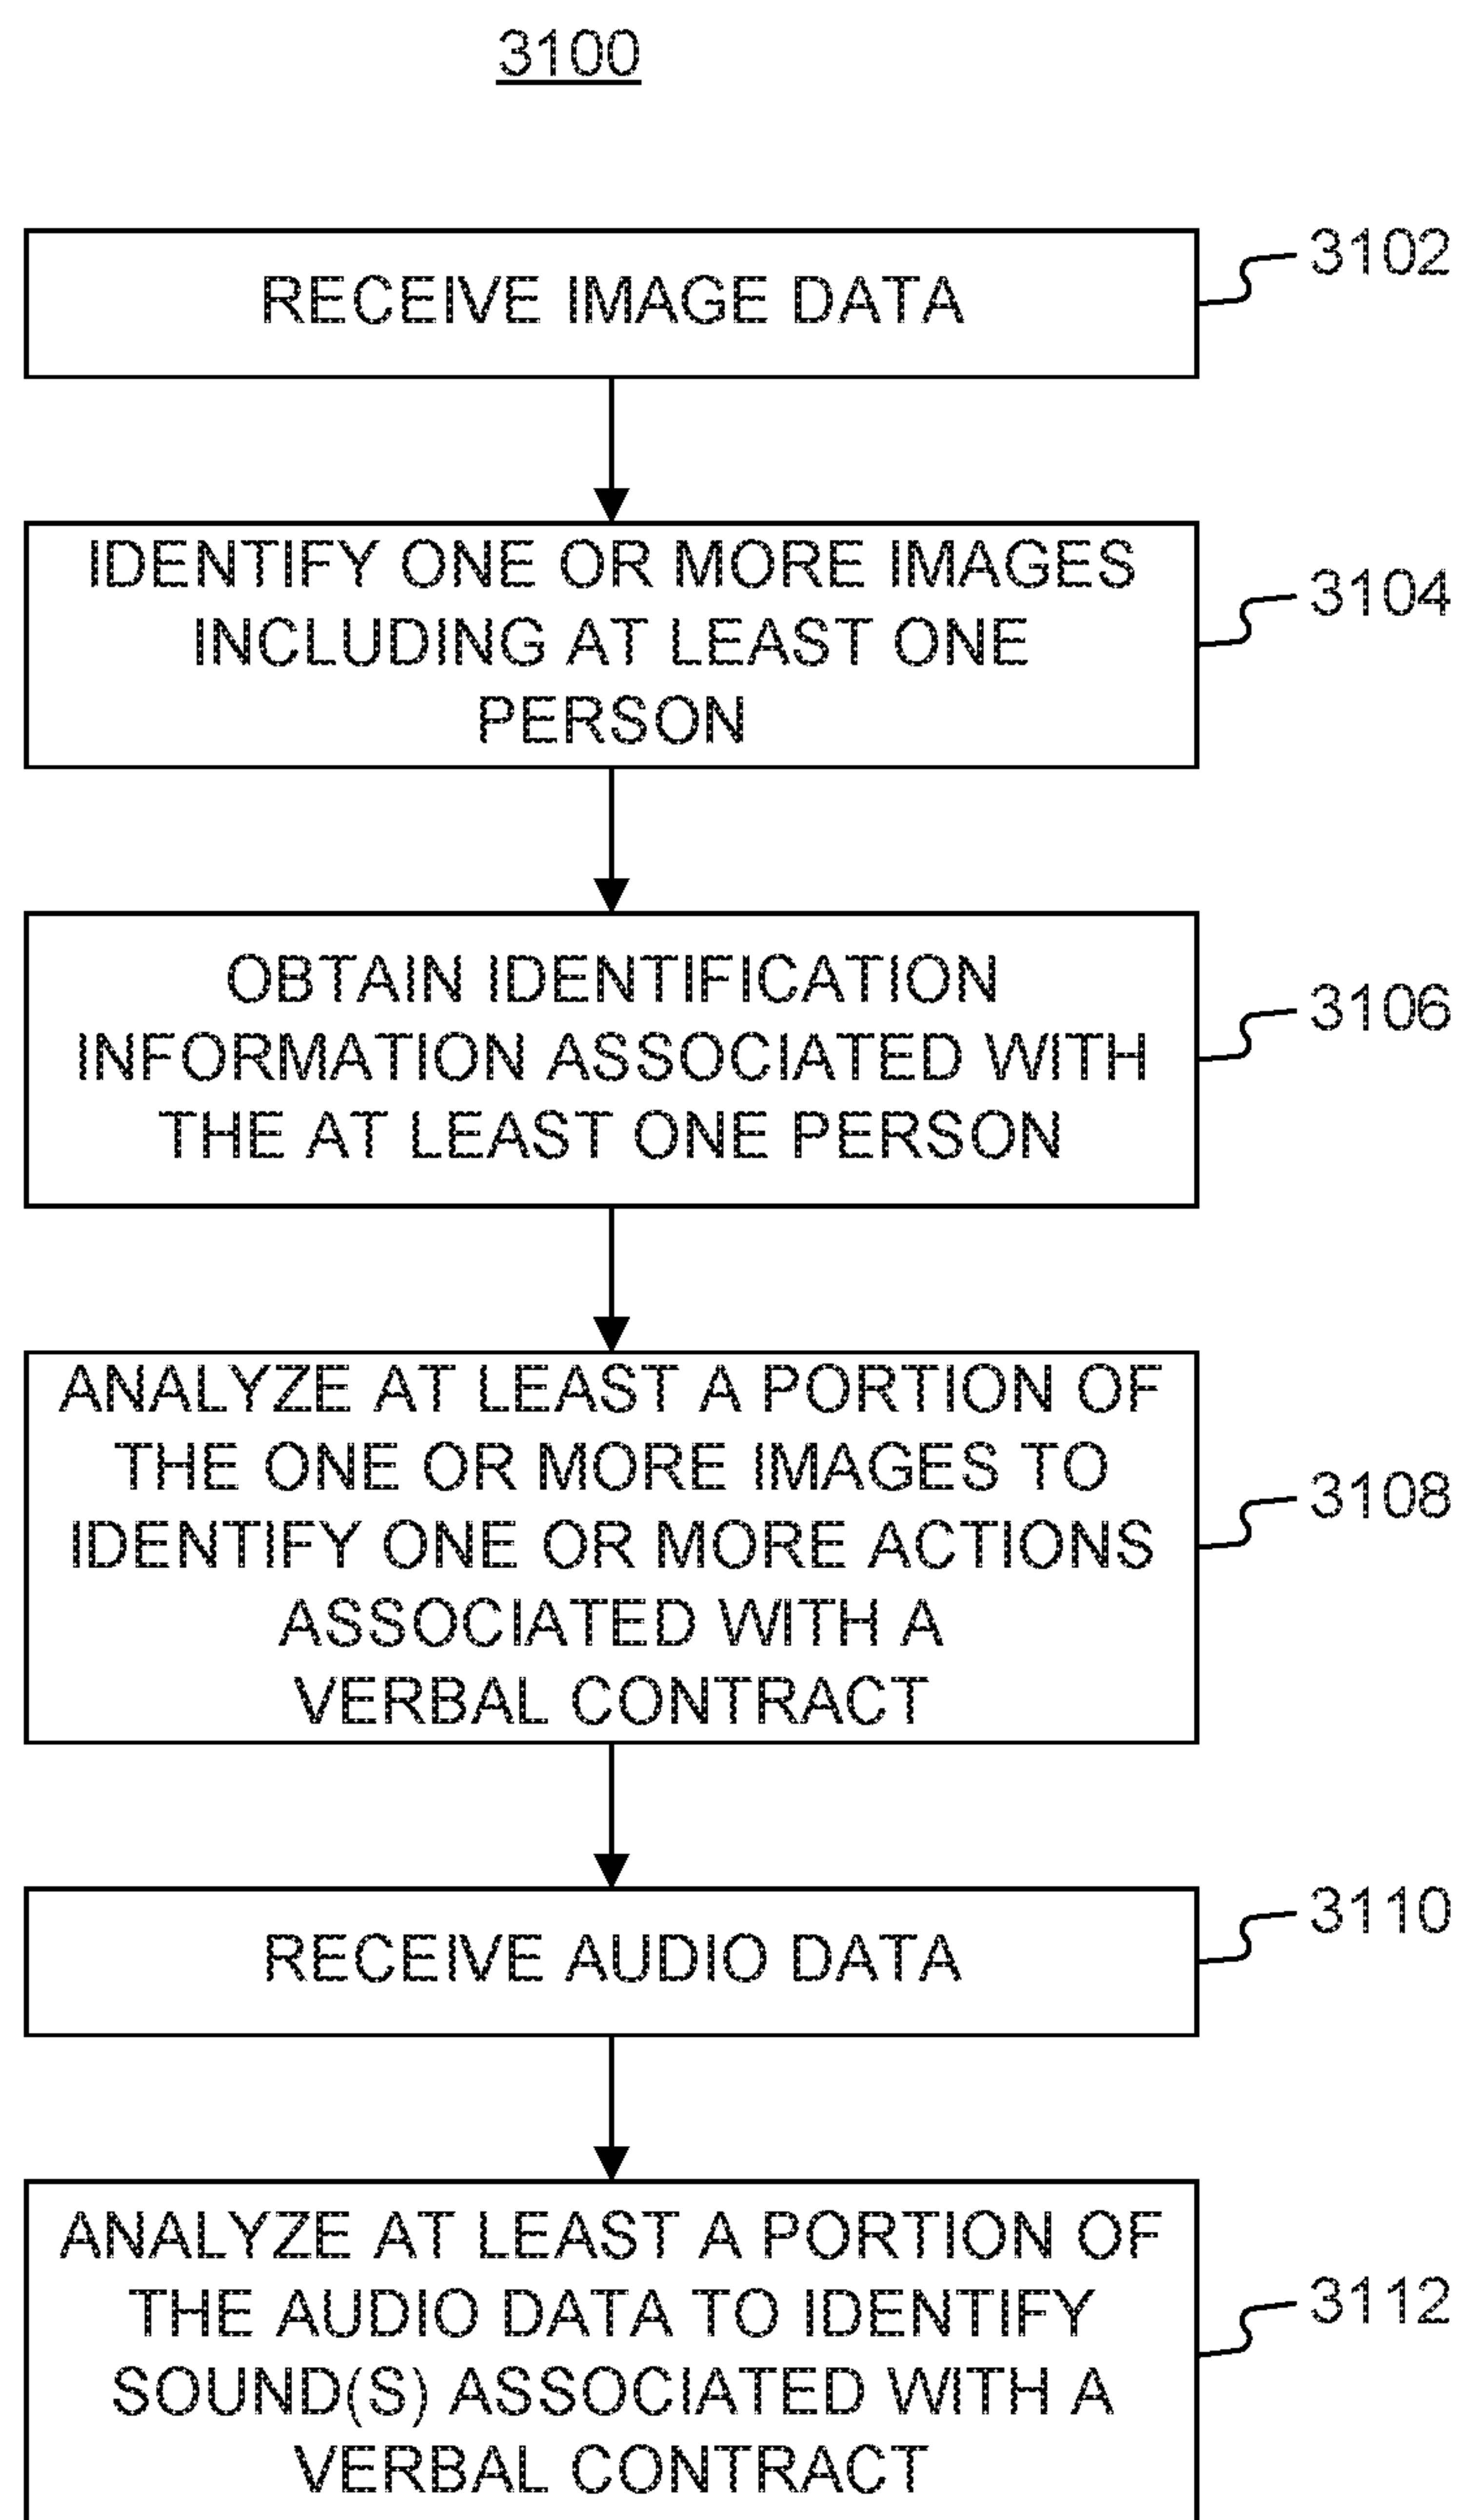 3100
RECEIVE IMAGE DATA
3102
IDENTIFY ONE OR MORE IMAGES
INCLUDING AT LEAST ONE
PERSON
3104
OBTAIN IDENTIFICATION
INFORMATION ASSOCIATED WITH
THE AT LEAST ONE PERSON
3106
ANALYZE AT LEAST A PORTION OF
THE ONE OR MORE IMAGES TO
IDENTIFY ONE OR MORE ACTIONS
ASSOCIATED WITH A
VERBAL CONTRACT
3108
RECEIVE AUDIO DATA
3110
ANALYZE AT LEAST A PORTION OF
THE AUDIO DATA TO IDENTIFY
SOUND(S) ASSOCIATED WITH A
VERBAL CONTRACT
3112